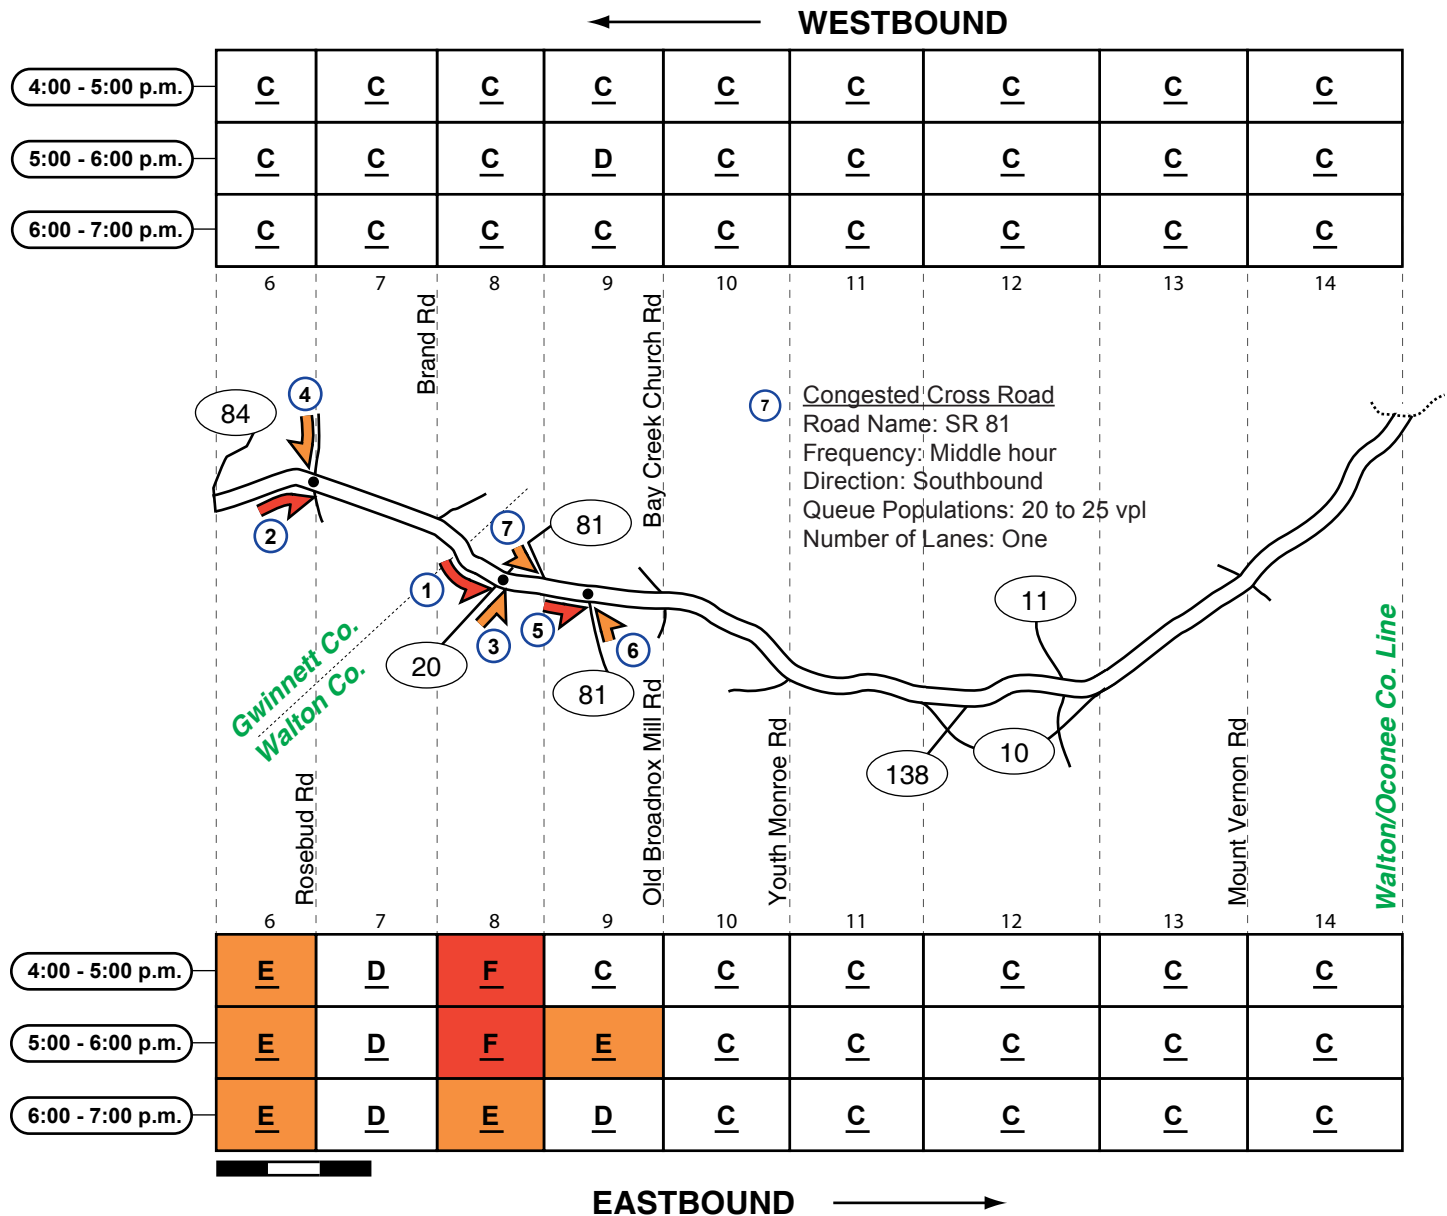 WESTBOUND
4:00 - 5:00 p.m. C C C C C C C C C
5:00 - 6:00 p.m. C C C D C C C C C
6:00 - 7:00 p.m. C C C C C C C C C
6 7 8 9 10 11 12 13 14
Brand Rd
Bay Creek Church Rd
84
4
2
7
81
1
20
3
5
6
81
7
Congested Cross Road
Road Name: SR 81
Frequency: Middle hour
Direction: Southbound
Queue Populations: 20 to 25 vpl
Number of Lanes: One
11
10
138
Gwinnett Co.
Walton Co.
Rosebud Rd
Old Broadnox Mill Rd
Youth Monroe Rd
Mount Vernon Rd
Walton/Oconee Co. Line
6 7 8 9 10 11 12 13 14
4:00 - 5:00 p.m. E D F C C C C C C
5:00 - 6:00 p.m. E D F E C C C C C
6:00 - 7:00 p.m. E D E D C C C C C
EASTBOUND